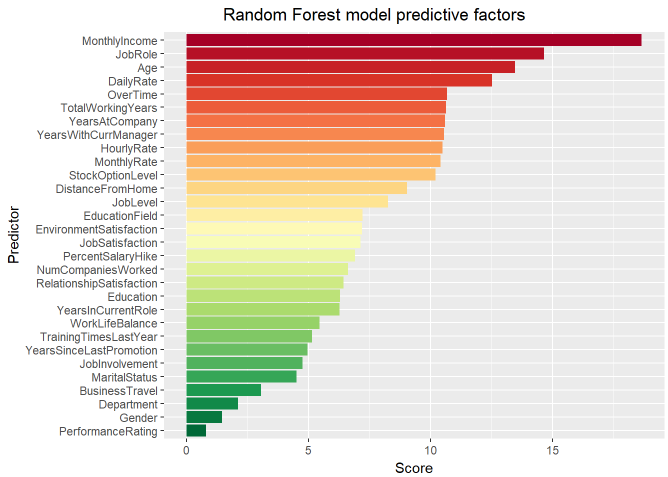 Random Forest model predictive factors
Predictor
MonthlyIncome
JobRole
Age
DailyRate
OverTime
TotalWorkingYears
YearsAtCompany
YearsWithCurrManager
HourlyRate
MonthlyRate
StockOptionLevel
DistanceFromHome
JobLevel
EducationField
EnvironmentSatisfaction
JobSatisfaction
PercentSalaryHike
NumCompaniesWorked
RelationshipSatisfaction
Education
YearsInCurrentRole
WorkLifeBalance
TrainingTimesLastYear
YearsSinceLastPromotion
JobInvolvement
MaritalStatus
BusinessTravel
Department
Gender
PerformanceRating
0 5 10 15
Score